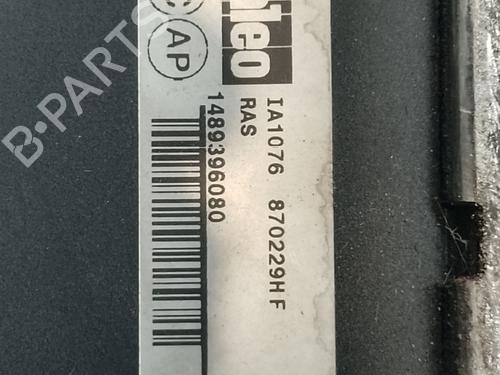 leo
C AP
IA1076 870229HF
RAS
1489396080
B-PARTS